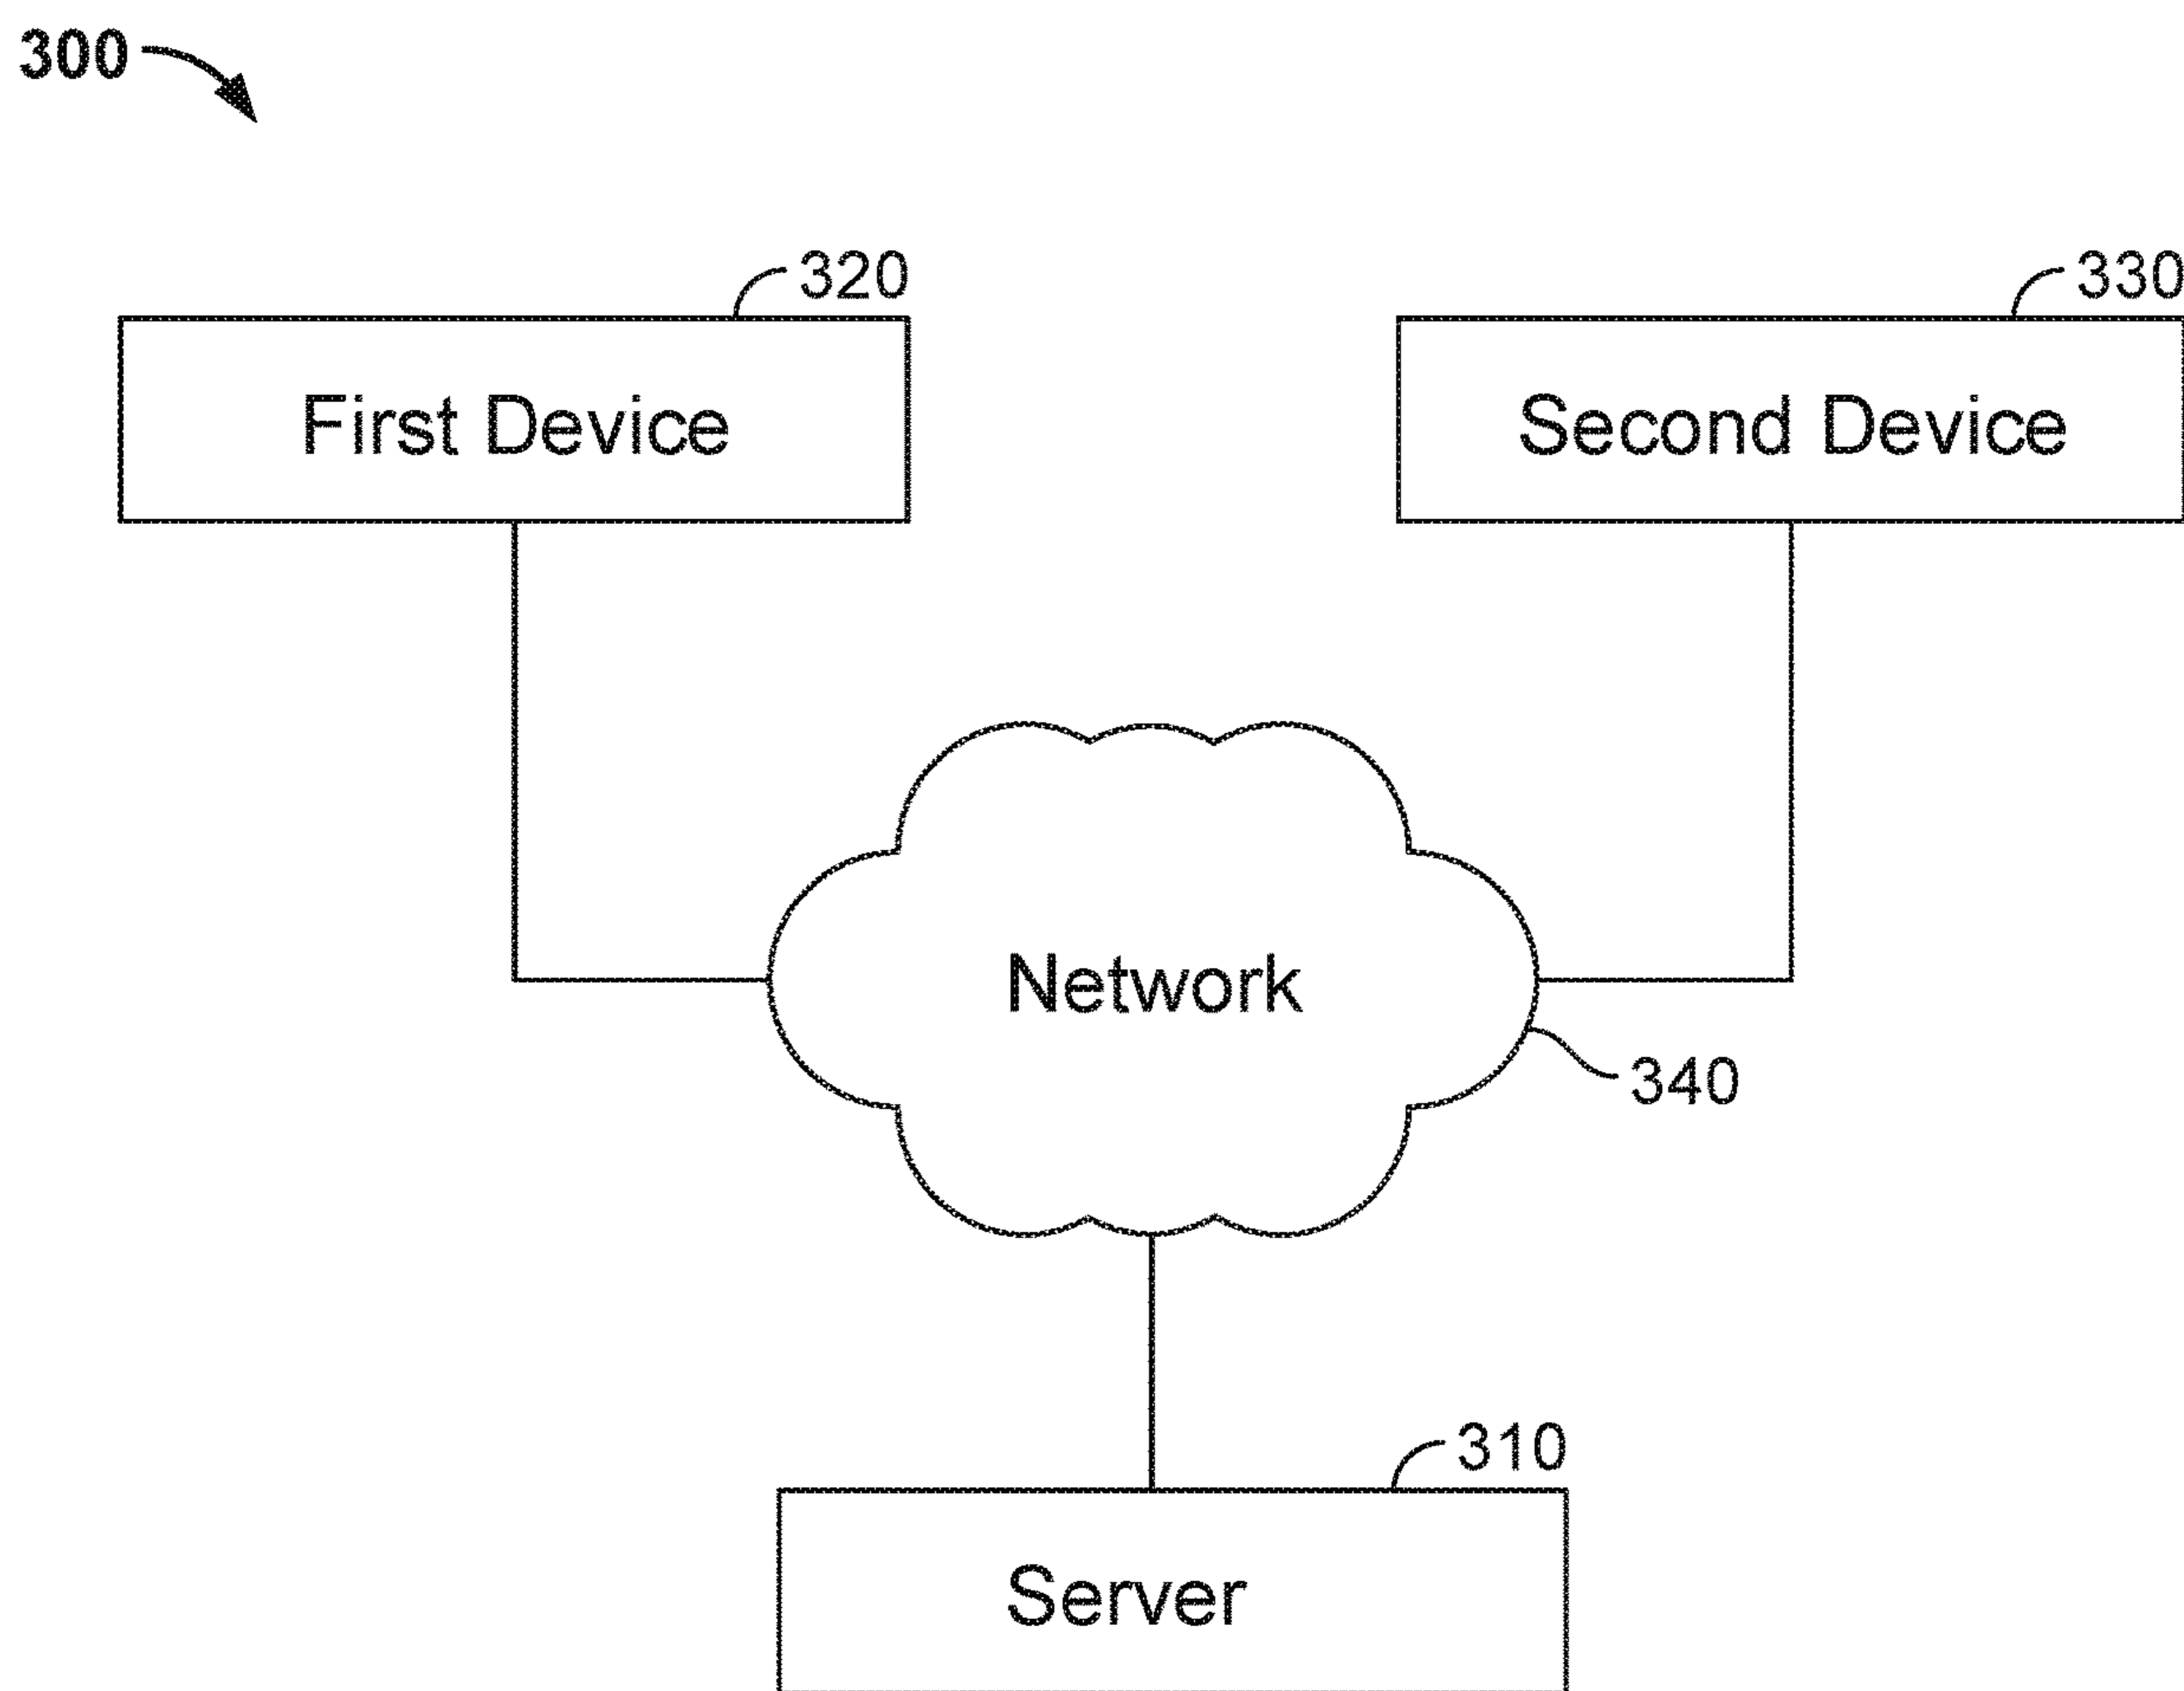 300
320
330
First Device
Second Device
Network
340
310
Server